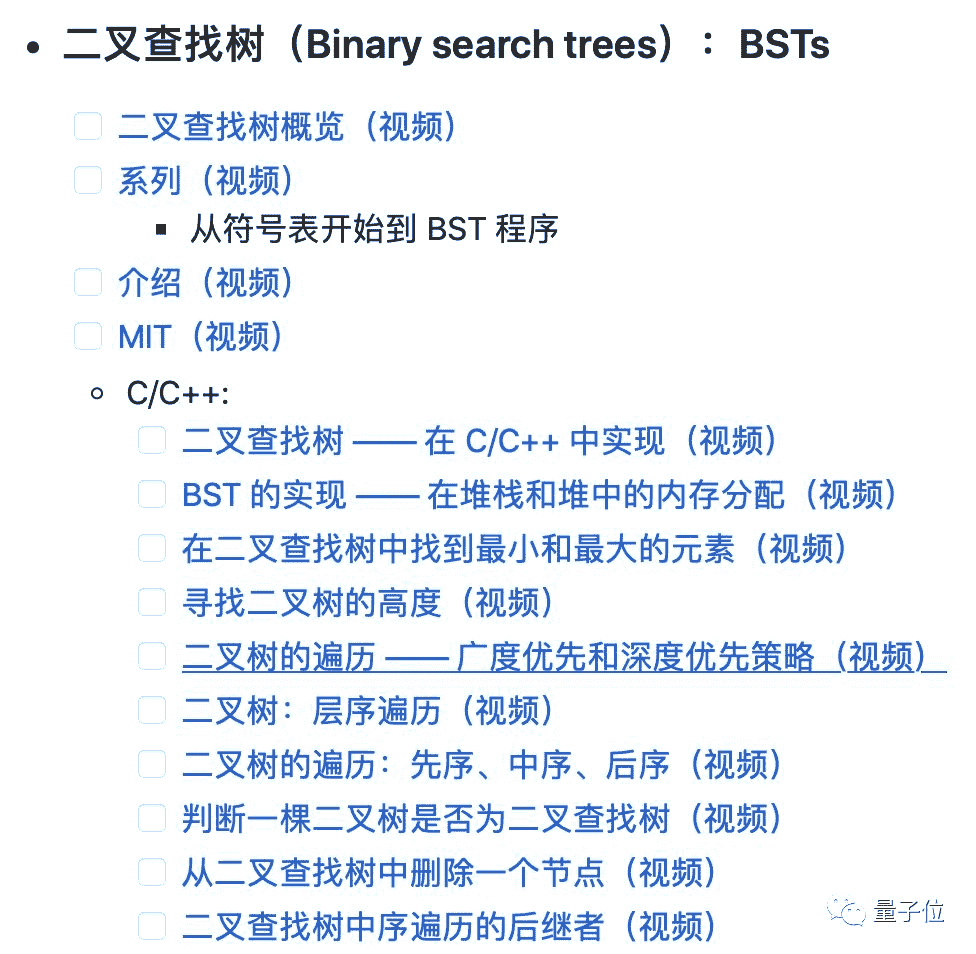 二叉查找树（Binary search trees）：BSTs
二叉查找树概览（视频）
系列（视频）
从符号表开始到 BST 程序
介绍（视频）
MIT（视频）
C/C++:
二叉查找树 —— 在 C/C++ 中实现（视频）
BST 的实现 —— 在堆栈和堆中的内存分配（视频）
在二叉查找树中找到最小和最大的元素（视频）
寻找二叉树的高度（视频）
二叉树的遍历 —— 广度优先和深度优先策略（视频）
二叉树：层序遍历（视频）
二叉树的遍历：先序、中序、后序（视频）
判断一棵二叉树是否为二叉查找树（视频）
从二叉查找树中删除一个节点（视频）
二叉查找树中序遍历的后继者（视频）
量子位